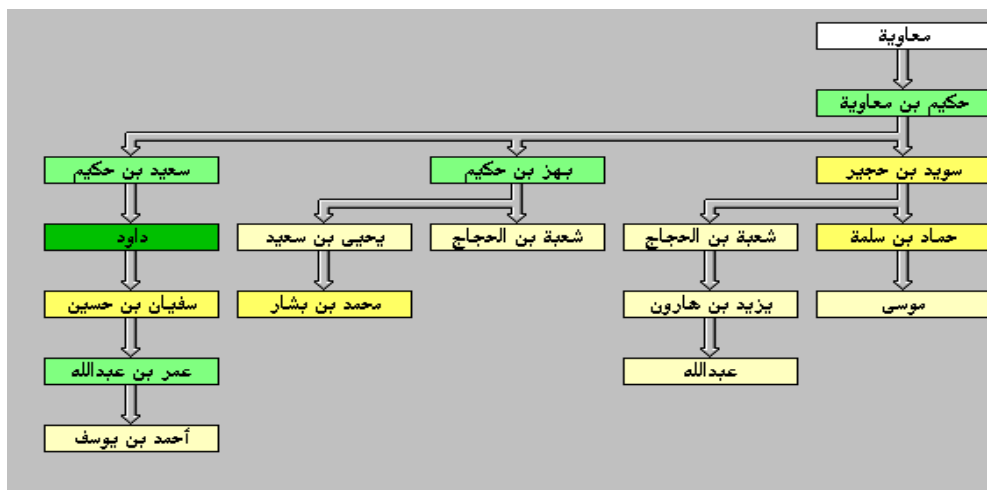 معاوية
حكيم بن معاوية
سويد بن حجير
بهز بن حكيم
سعيد بن حكيم
حماد بن سلمة
شعبة بن الحجاج
شعبة بن الحجاج
يحيى بن سعيد
داود
موسى
يزيد بن هارون
محمد بن بشار
سفيان بن حسين
عبدالله
عمر بن عبدالله
أحمد بن يوسف